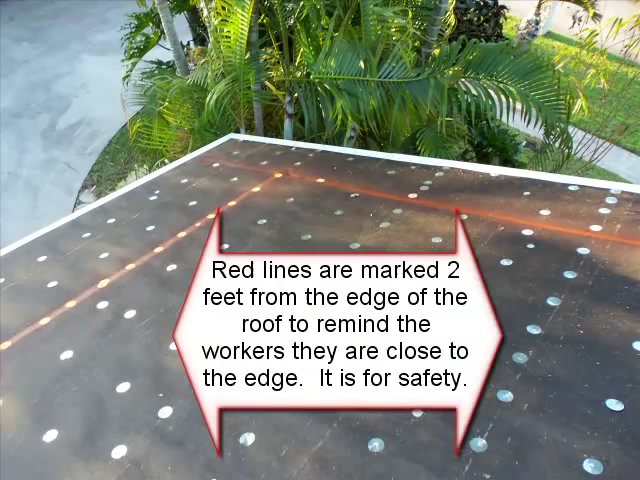 Red lines are marked 2
feet from the edge of the
roof to remind the
workers they are close to
the edge.  It is for safety.